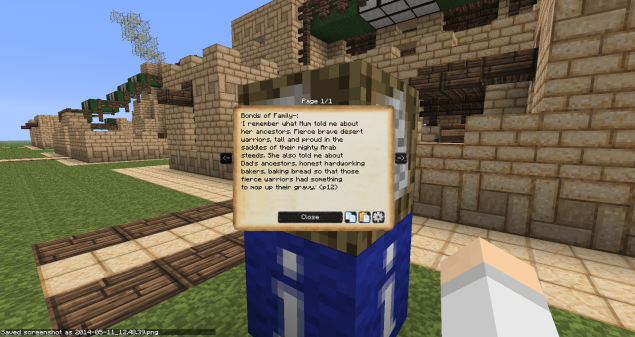 Page 1/1
Bonds of Family~:
'I remember what Mum told me about
her ancestors. Fierce brave desert
warriors, tall and proud in the
saddles of their mighty Arab
steeds. She also told me about
Dad's ancestors, honest hardworking
bakers, baking bread so that those
fierce warriors had something
to mop up their gravy.' (p12)
Close
Saved screenshot as 2014-05-11_12.48.39.png